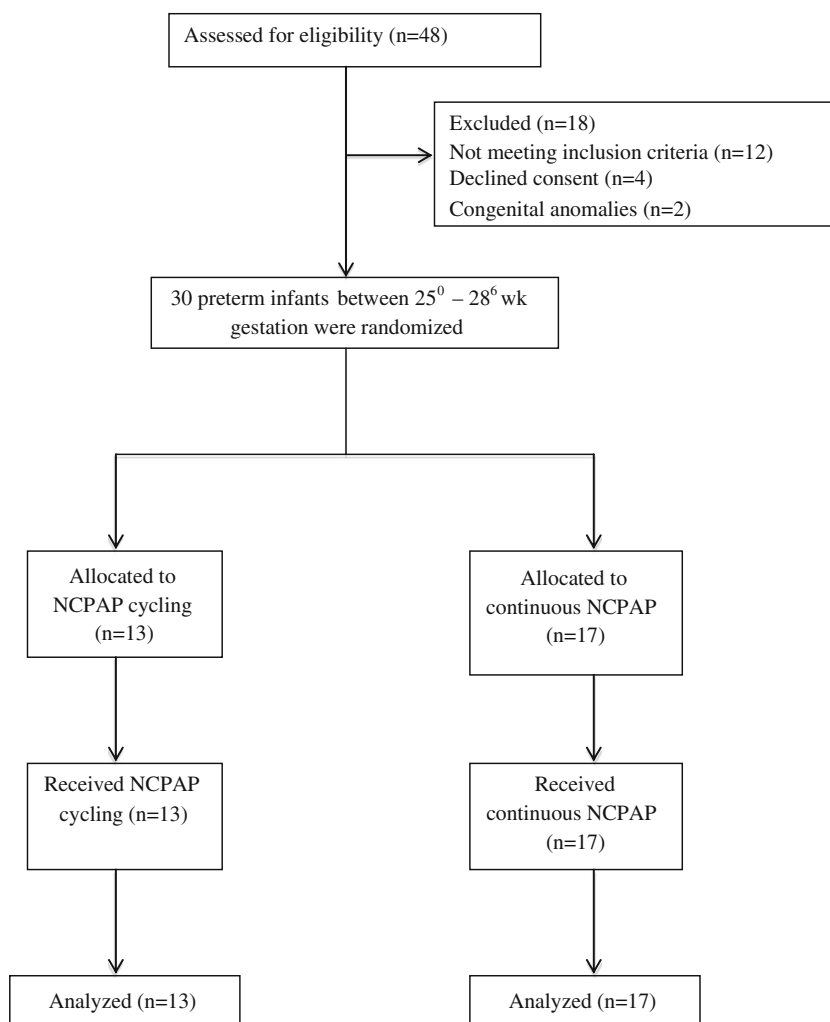 Assessed for eligibility (n=48)
Excluded (n=18)
Not meeting inclusion criteria (n=12)
Declined consent (n=4)
Congenital anomalies (n=2)
30 preterm infants between 25⁰ – 28⁶ wk
gestation were randomized
Allocated to
NCPAP cycling
(n=13)
Allocated to
continuous NCPAP
(n=17)
Received NCPAP
cycling (n=13)
Received
continuous NCPAP
(n=17)
Analyzed (n=13)
Analyzed (n=17)